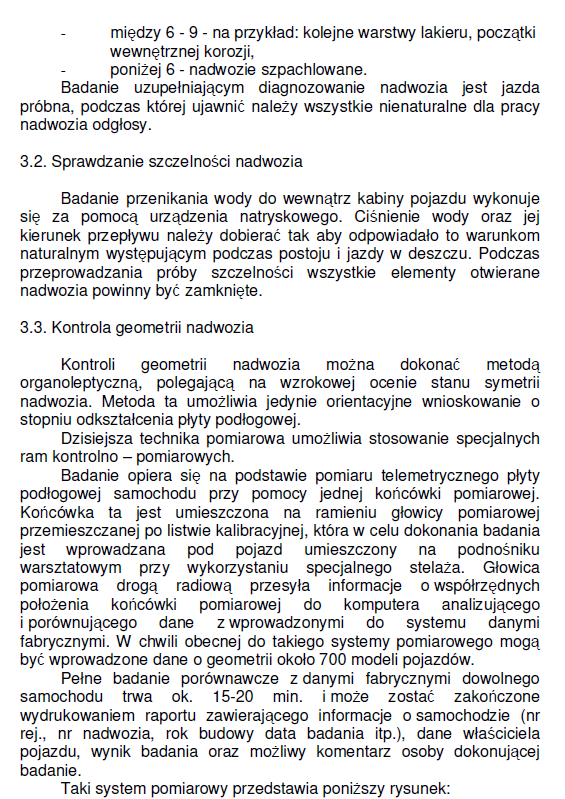 - między 6 - 9 - na przykład: kolejne warstwy lakieru, początki
wewnętrznej korozji,
- poniżej 6 - nadwozie szpachlowane.
Badanie uzupełniającym diagnozowanie nadwozia jest jazda
próbna, podczas której ujawnić należy wszystkie nienaturalne dla pracy
nadwozia odgłosy.
3.2. Sprawdzanie szczelności nadwozia
Badanie przenikania wody do wewnątrz kabiny pojazdu wykonuje
się za pomocą urządzenia natryskowego. Ciśnienie wody oraz jej
kierunek przepływu należy dobierać tak aby odpowiadało to warunkom
naturalnym występującym podczas postoju i jazdy w deszczu. Podczas
przeprowadzania próby szczelności wszystkie elementy otwierane
nadwozia powinny być zamknięte.
3.3. Kontrola geometrii nadwozia
Kontroli geometrii nadwozia można dokonać metodą
organoleptyczną, polegającą na wzrokowej ocenie stanu symetrii
nadwozia. Metoda ta umożliwia jedynie orientacyjne wnioskowanie o
stopniu odkształcenia płyty podłogowej.
Dzisiejsza technika pomiarowa umożliwia stosowanie specjalnych
ram kontrolno – pomiarowych.
Badanie opiera się na podstawie pomiaru telemetrycznego płyty
podłogowej samochodu przy pomocy jednej końcówki pomiarowej.
Końcówka ta jest umieszczona na ramieniu głowicy pomiarowej
przemieszczanej po listwie kalibracyjnej, która w celu dokonania badania
jest wprowadzana pod pojazd umieszczony na podnośniku
warsztatowym przy wykorzystaniu specjalnego stelaża. Głowica
pomiarowa drogą radiową przesyła informacje o współrzędnych
położenia końcówki pomiarowej do komputera analizującego
i porównującego dane z wprowadzonymi do systemu danymi
fabrycznymi. W chwili obecnej do takiego systemy pomiarowego mogą
być wprowadzone dane o geometrii około 700 modeli pojazdów.
Pełne badanie porównawcze z danymi fabrycznymi dowolnego
samochodu trwa ok. 15-20 min. i może zostać zakończone
wydrukowaniem raportu zawierającego informacje o samochodzie (nr
rej., nr nadwozia, rok budowy data badania itp.), dane właściciela
pojazdu, wynik badania oraz możliwy komentarz osoby dokonującej
badanie.
Taki system pomiarowy przedstawia poniższy rysunek: